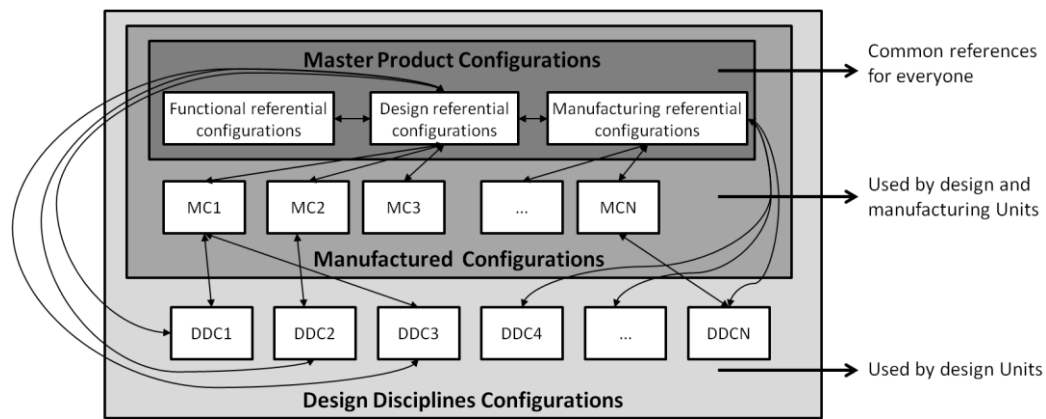 Master Product Configurations
Common references
for everyone
Functional referential
configurations
Design referential
configurations
Manufacturing referential
configurations
MC1
MC2
MC3
...
MCN
Used by design and
manufacturing Units
Manufactured Configurations
DDC1
DDC2
DDC3
DDC4
...
DDCN
Used by design Units
Design Disciplines Configurations